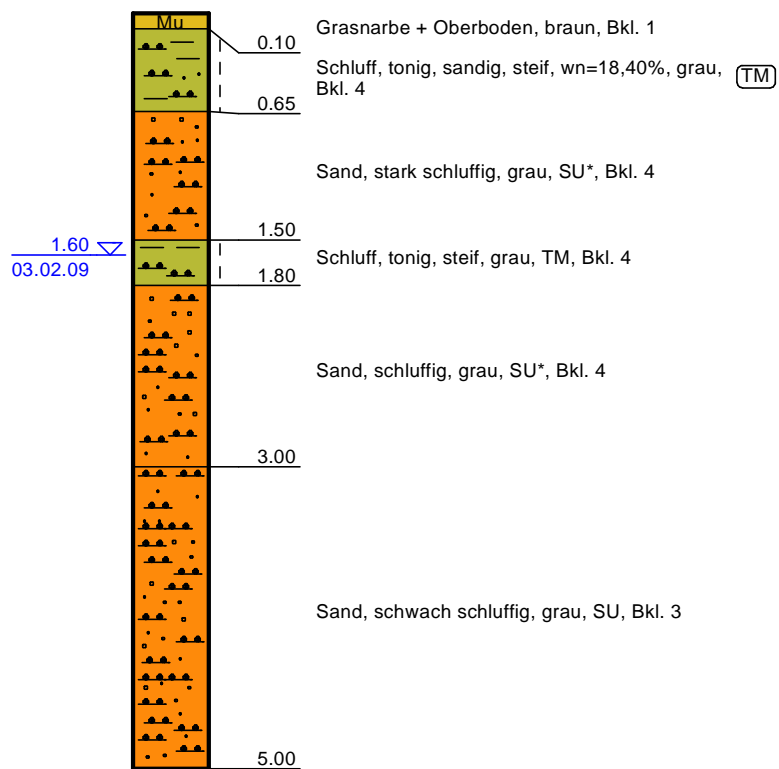 Mu
Grasnarbe + Oberboden, braun, Bkl. 1
0.10
Schluff, tonig, sandig, steif, wn=18,40%, grau,
Bkl. 4
TM
0.65
Sand, stark schluffig, grau, SU*, Bkl. 4
1.50
1.60
03.02.09
Schluff, tonig, steif, grau, TM, Bkl. 4
1.80
Sand, schluffig, grau, SU*, Bkl. 4
3.00
Sand, schwach schluffig, grau, SU, Bkl. 3
5.00